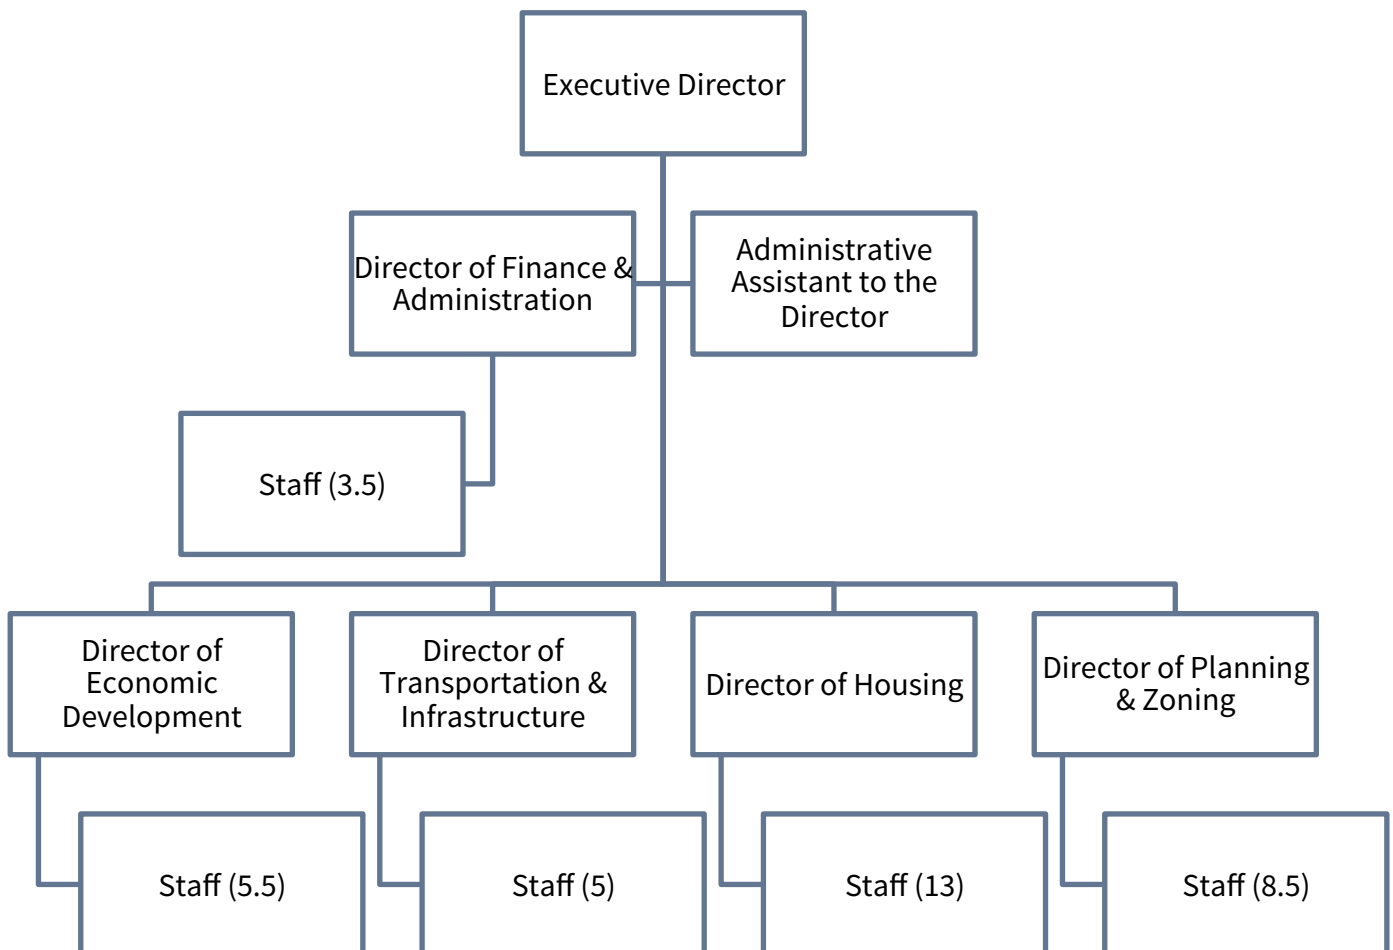 Executive Director
Director of Finance &
Administration
Administrative
Assistant to the
Director
Staff (3.5)
Director of
Economic
Development
Director of
Transportation &
Infrastructure
Director of Housing
Director of Planning
& Zoning
Staff (5.5)
Staff (5)
Staff (13)
Staff (8.5)